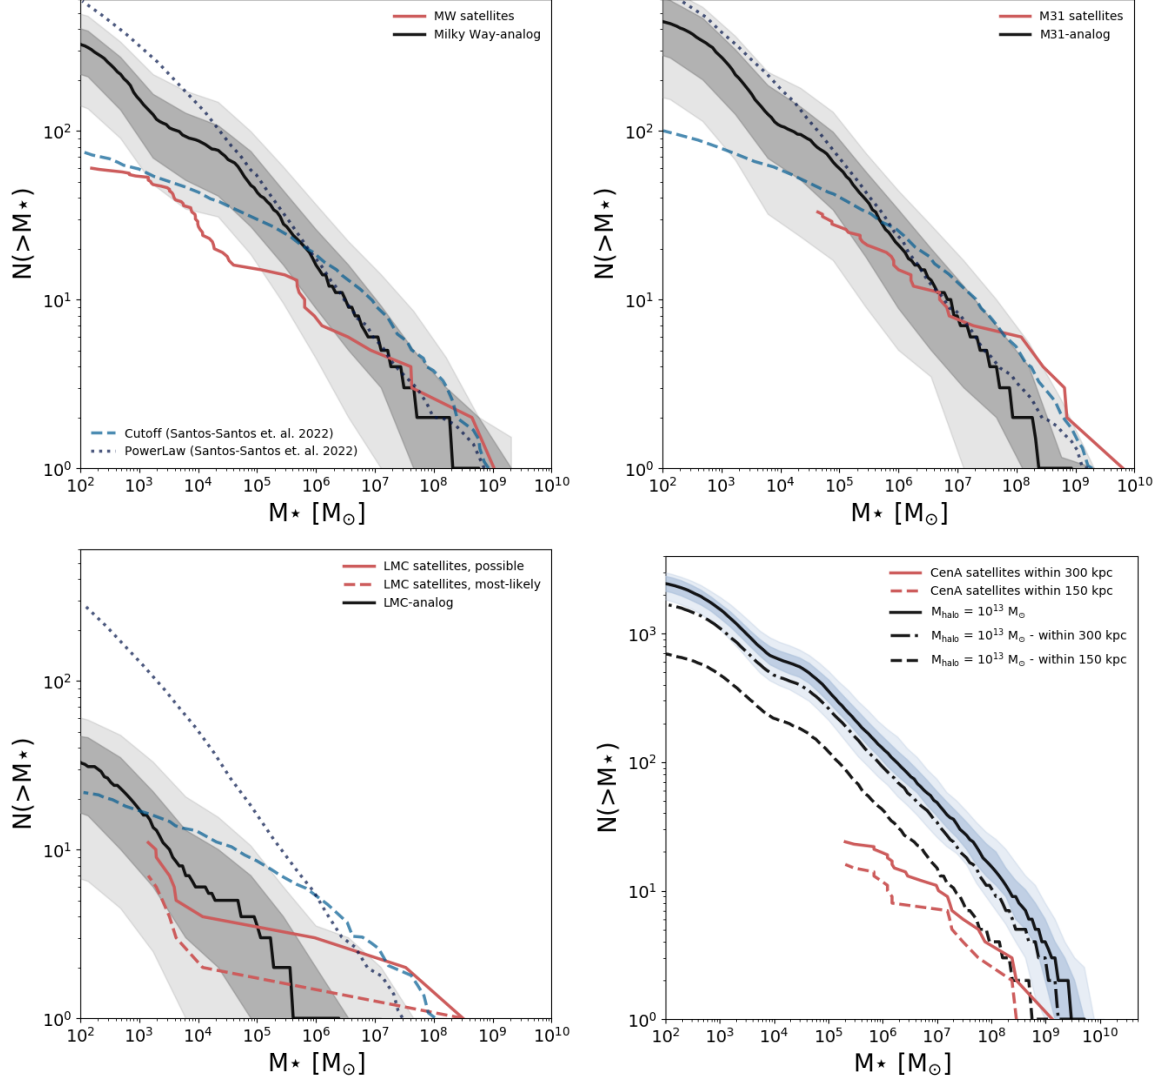 MW satellites
Milky Way-analog
10²
10¹
10⁰
N(>M⋆)
Cutoff (Santos-Santos et. al. 2022)
PowerLaw (Santos-Santos et. al. 2022)
10² 10³ 10⁴ 10⁵ 10⁶ 10⁷ 10⁸ 10⁹ 10¹⁰
M⋆ [M☉]
M31 satellites
M31-analog
10²
10¹
10⁰
N(>M⋆)
10² 10³ 10⁴ 10⁵ 10⁶ 10⁷ 10⁸ 10⁹ 10¹⁰
M⋆ [M☉]
LMC satellites, possible
LMC satellites, most-likely
LMC-analog
10²
10¹
10⁰
N(>M⋆)
10² 10³ 10⁴ 10⁵ 10⁶ 10⁷ 10⁸ 10⁹ 10¹⁰
M⋆ [M☉]
CenA satellites within 300 kpc
CenA satellites within 150 kpc
M_halo = 10¹³ M☉
M_halo = 10¹³ M☉ - within 300 kpc
M_halo = 10¹³ M☉ - within 150 kpc
10³
10²
10¹
10⁰
N(>M⋆)
10² 10³ 10⁴ 10⁵ 10⁶ 10⁷ 10⁸ 10⁹ 10¹⁰
M⋆ [M☉]